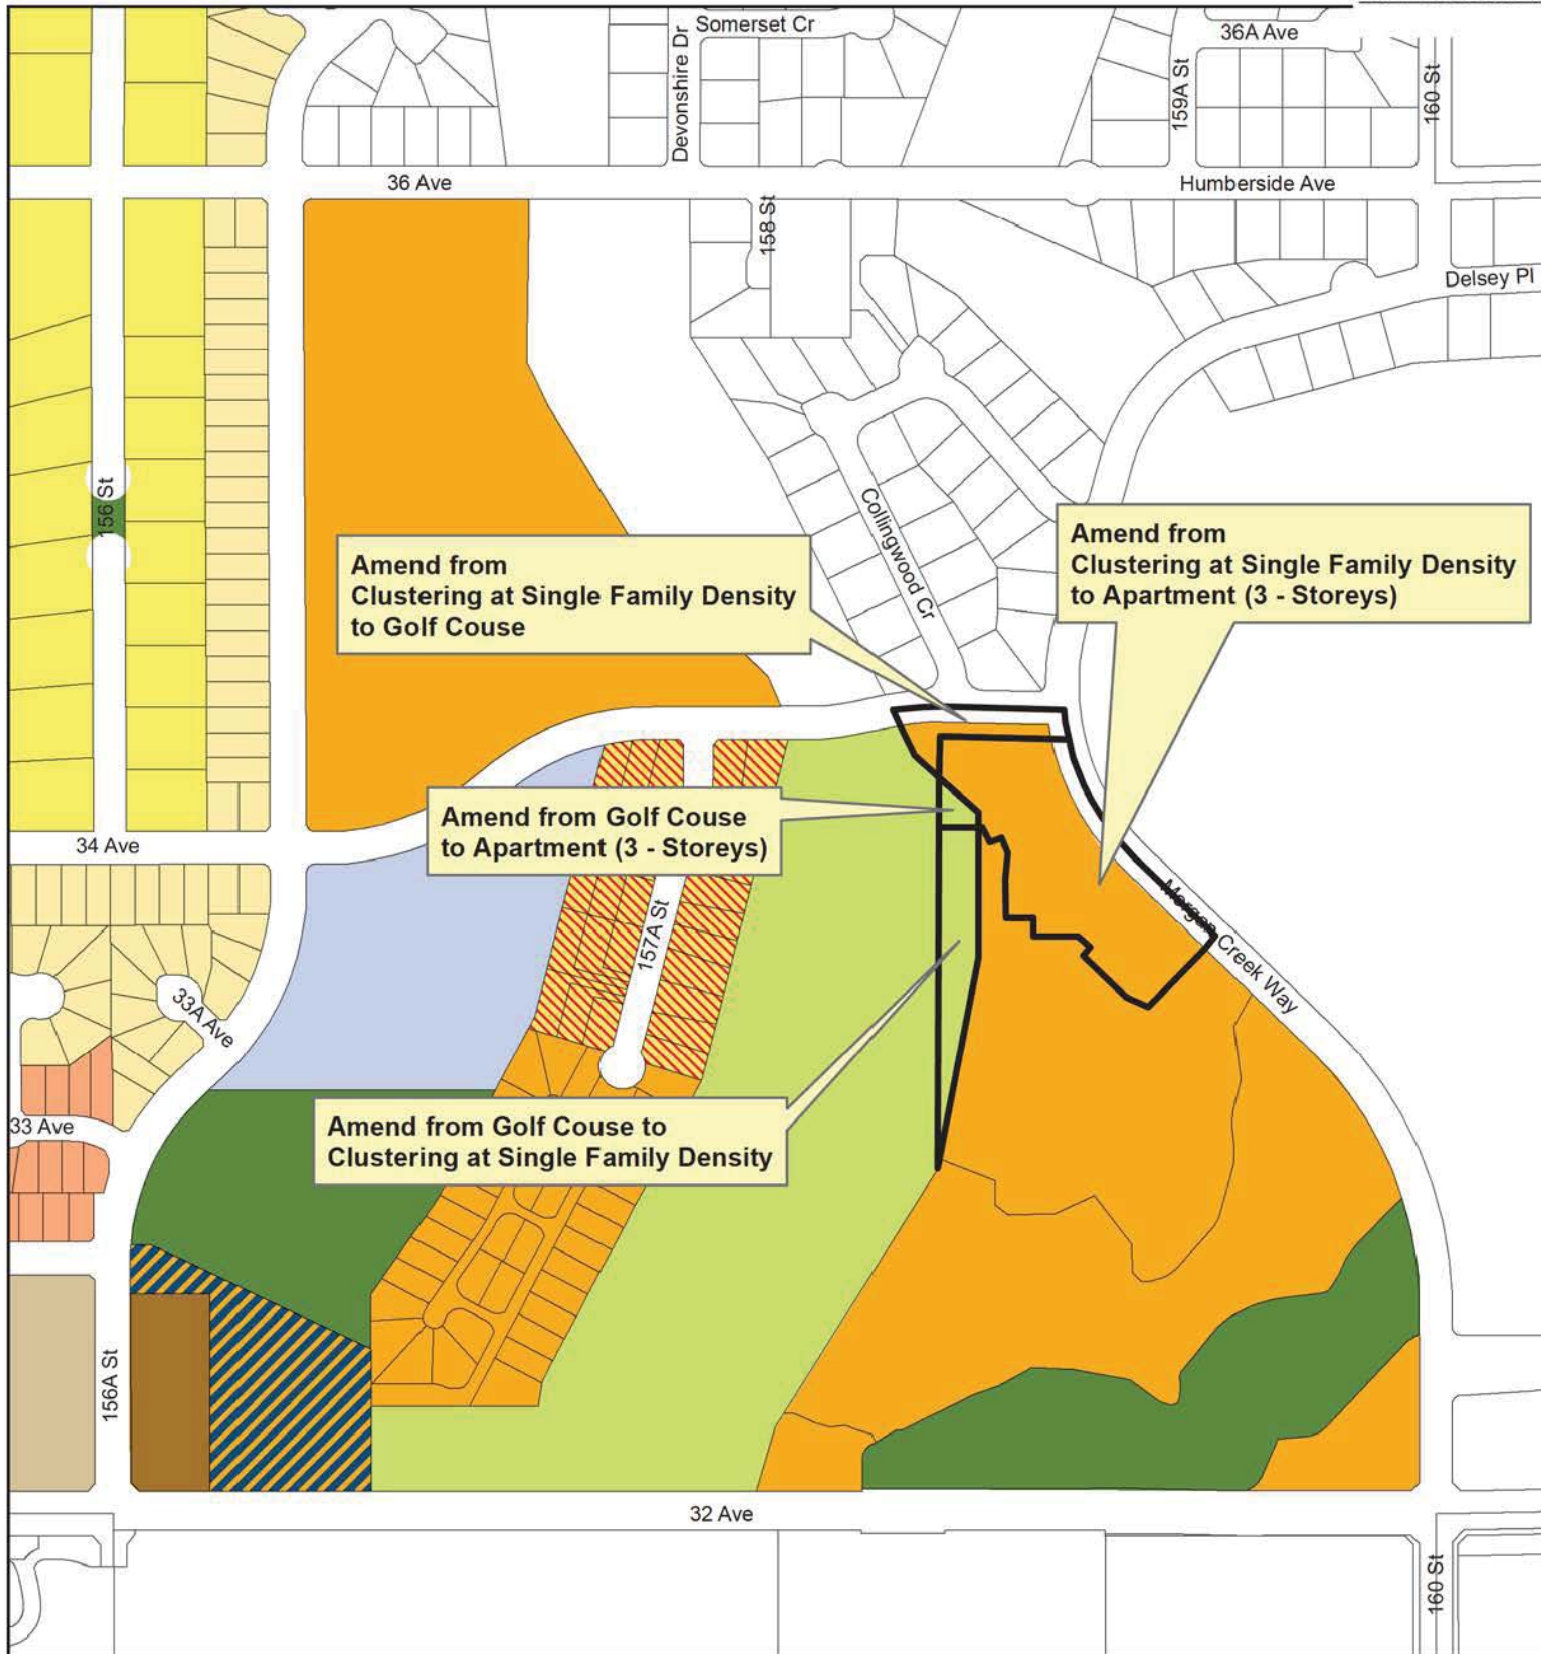 Somerset Cr
36A Ave
Devonshire Dr
159A St
160 St
36 Ave
Humberside Ave
158 St
Delsey Pl
156 St
Collingwood Cr
Amend from
Clustering at Single Family Density
to Golf Couse
Amend from
Clustering at Single Family Density
to Apartment (3 - Storeys)
Amend from Golf Couse
to Apartment (3 - Storeys)
34 Ave
157A St
Morgan Creek Way
33A Ave
Amend from Golf Couse to
Clustering at Single Family Density
33 Ave
156A St
32 Ave
160 St